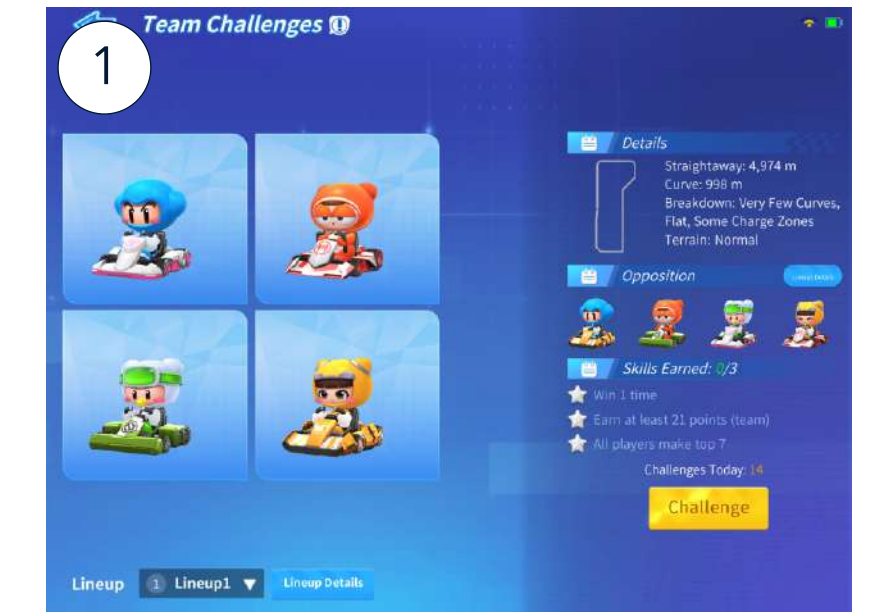 Team Challenges
1
Details
Straightaway: 4,974 m
Curve: 998 m
Breakdown: Very Few Curves,
Flat, Some Charge Zones
Terrain: Normal
Opposition
Lineup Details
Skills Earned: 0/3
Win 1 time
Earn at least 21 points (team)
All players make top 7
Challenges Today: 14
Challenge
Lineup
1 Lineup1
Lineup Details